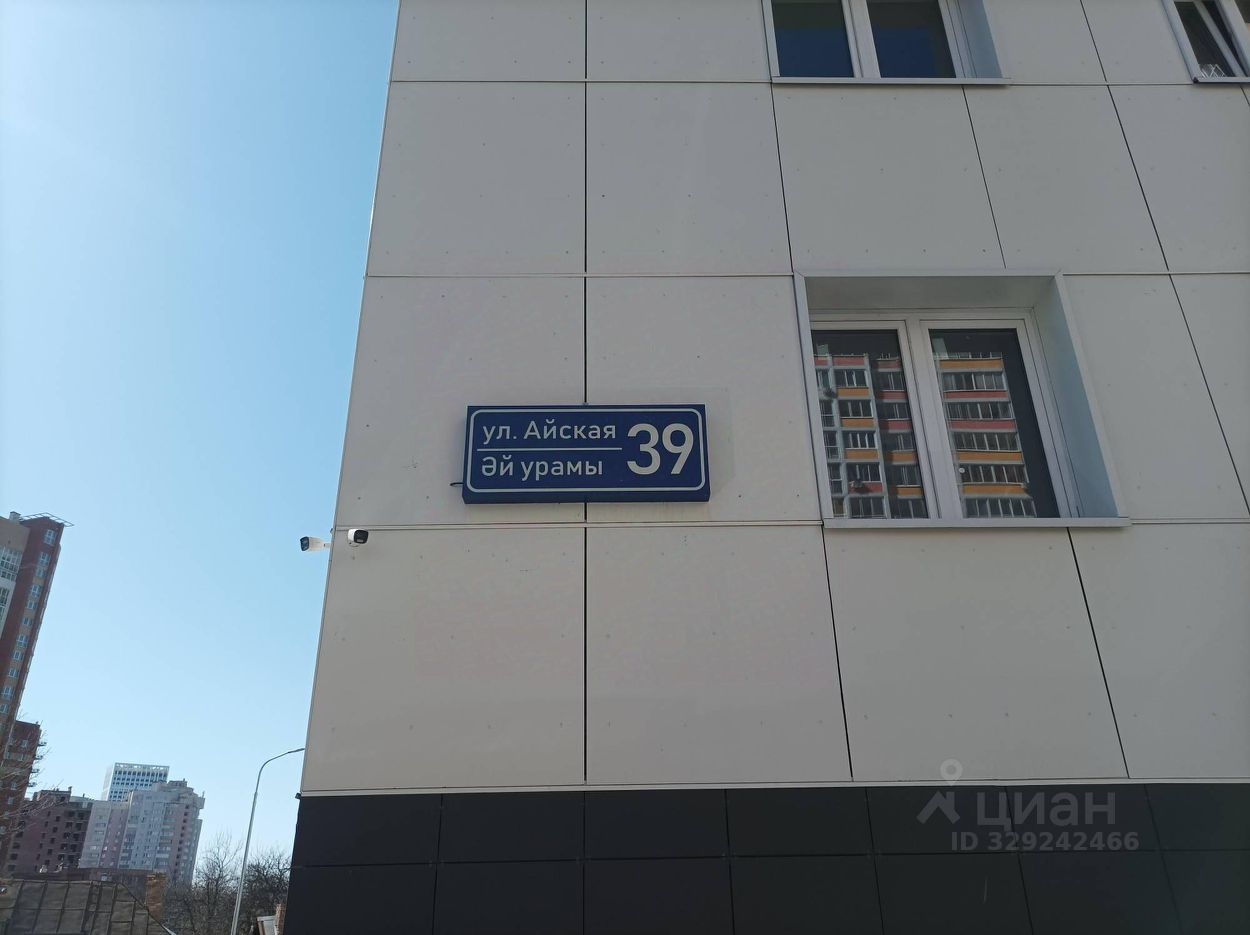 ул. Айская
Әй урамы
39
циан
ID 329242466